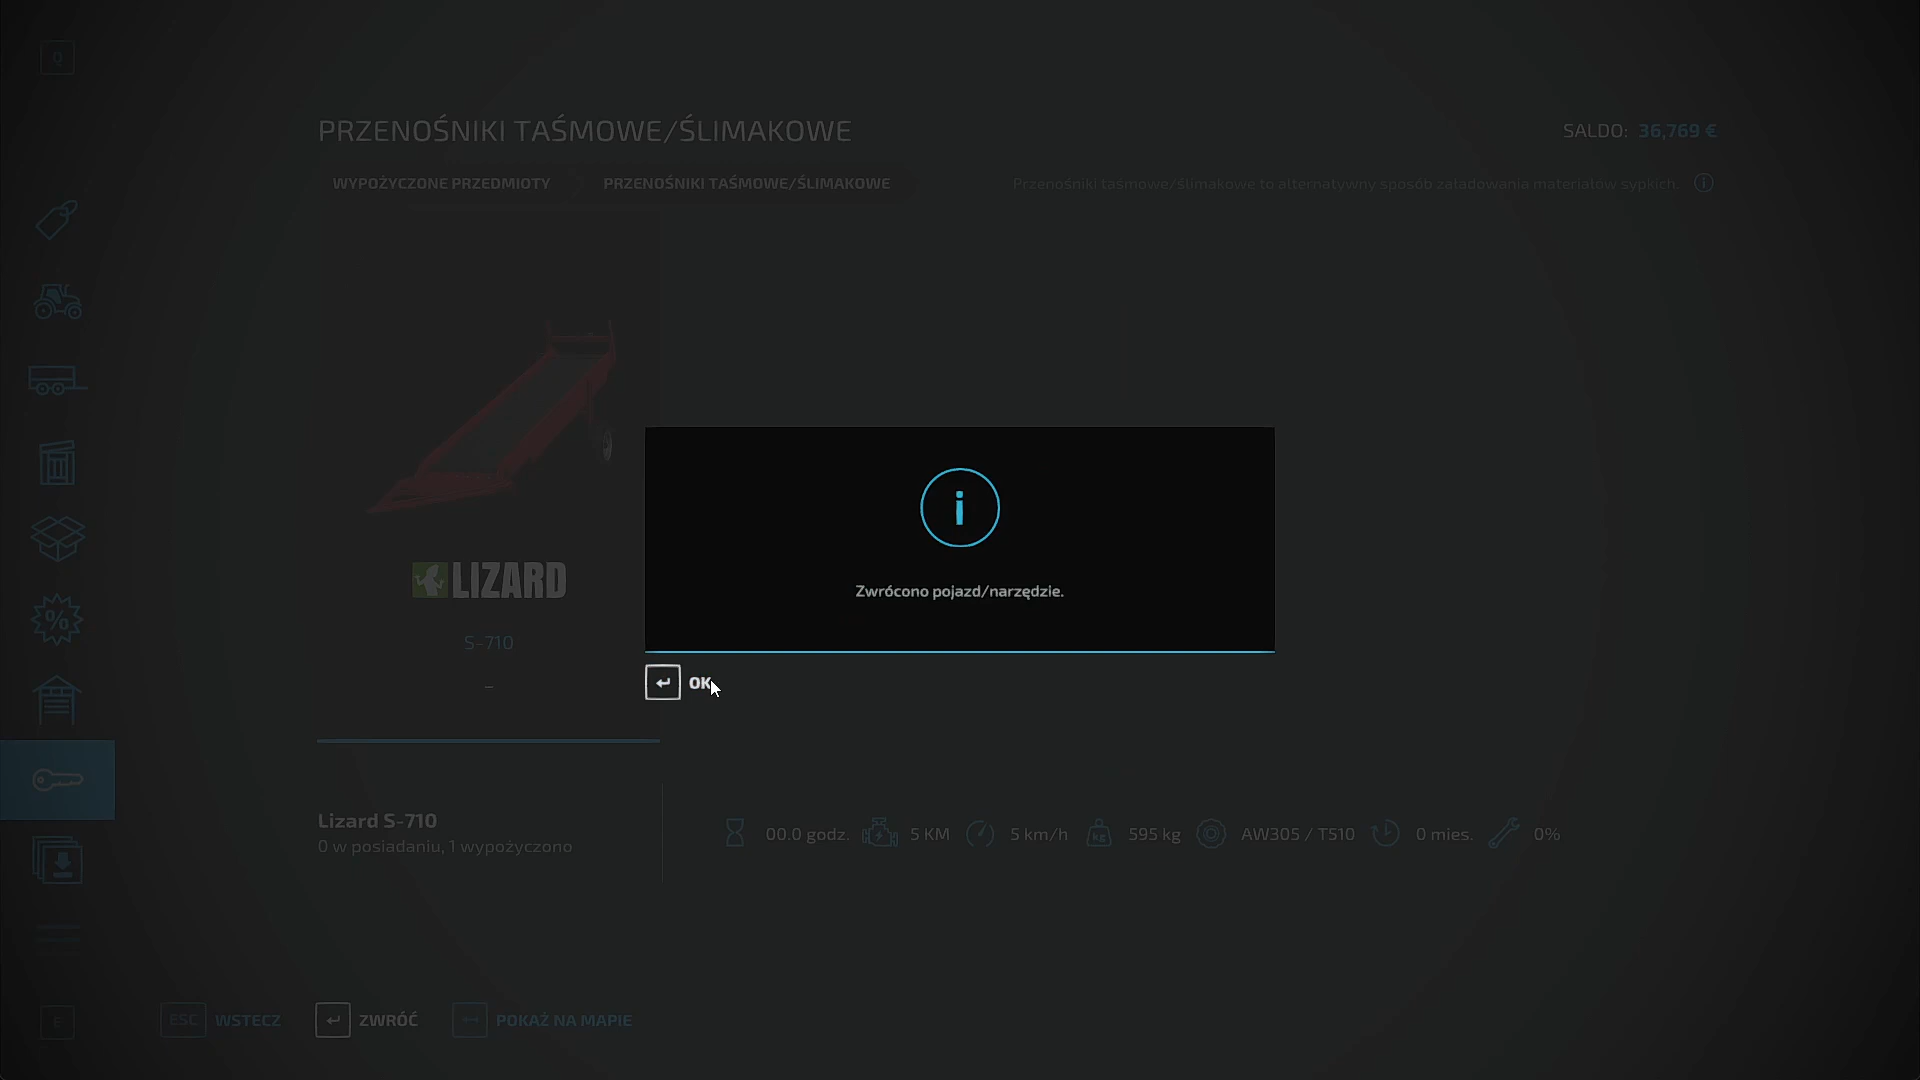 Q
PRZENOŚNIKI TAŚMOWE/ŚLIMAKOWE
SALDO: 36,769 €
WYPOŻYCZONE PRZEDMIOTY
PRZENOŚNIKI TAŚMOWE/ŚLIMAKOWE
Przenośniki taśmowe/ślimakowe to alternatywny sposób załadowania materiałów sypkich.
LIZARD
S-710
–
Zwrócono pojazd/narzędzie.
OK
Lizard S-710
0 w posiadaniu, 1 wypożyczono
00.0 godz.
5 KM
5 km/h
595 kg
AW305 / T510
0 mies.
0%
E
ESC WSTECZ
ZWRÓĆ
POKAŻ NA MAPIE